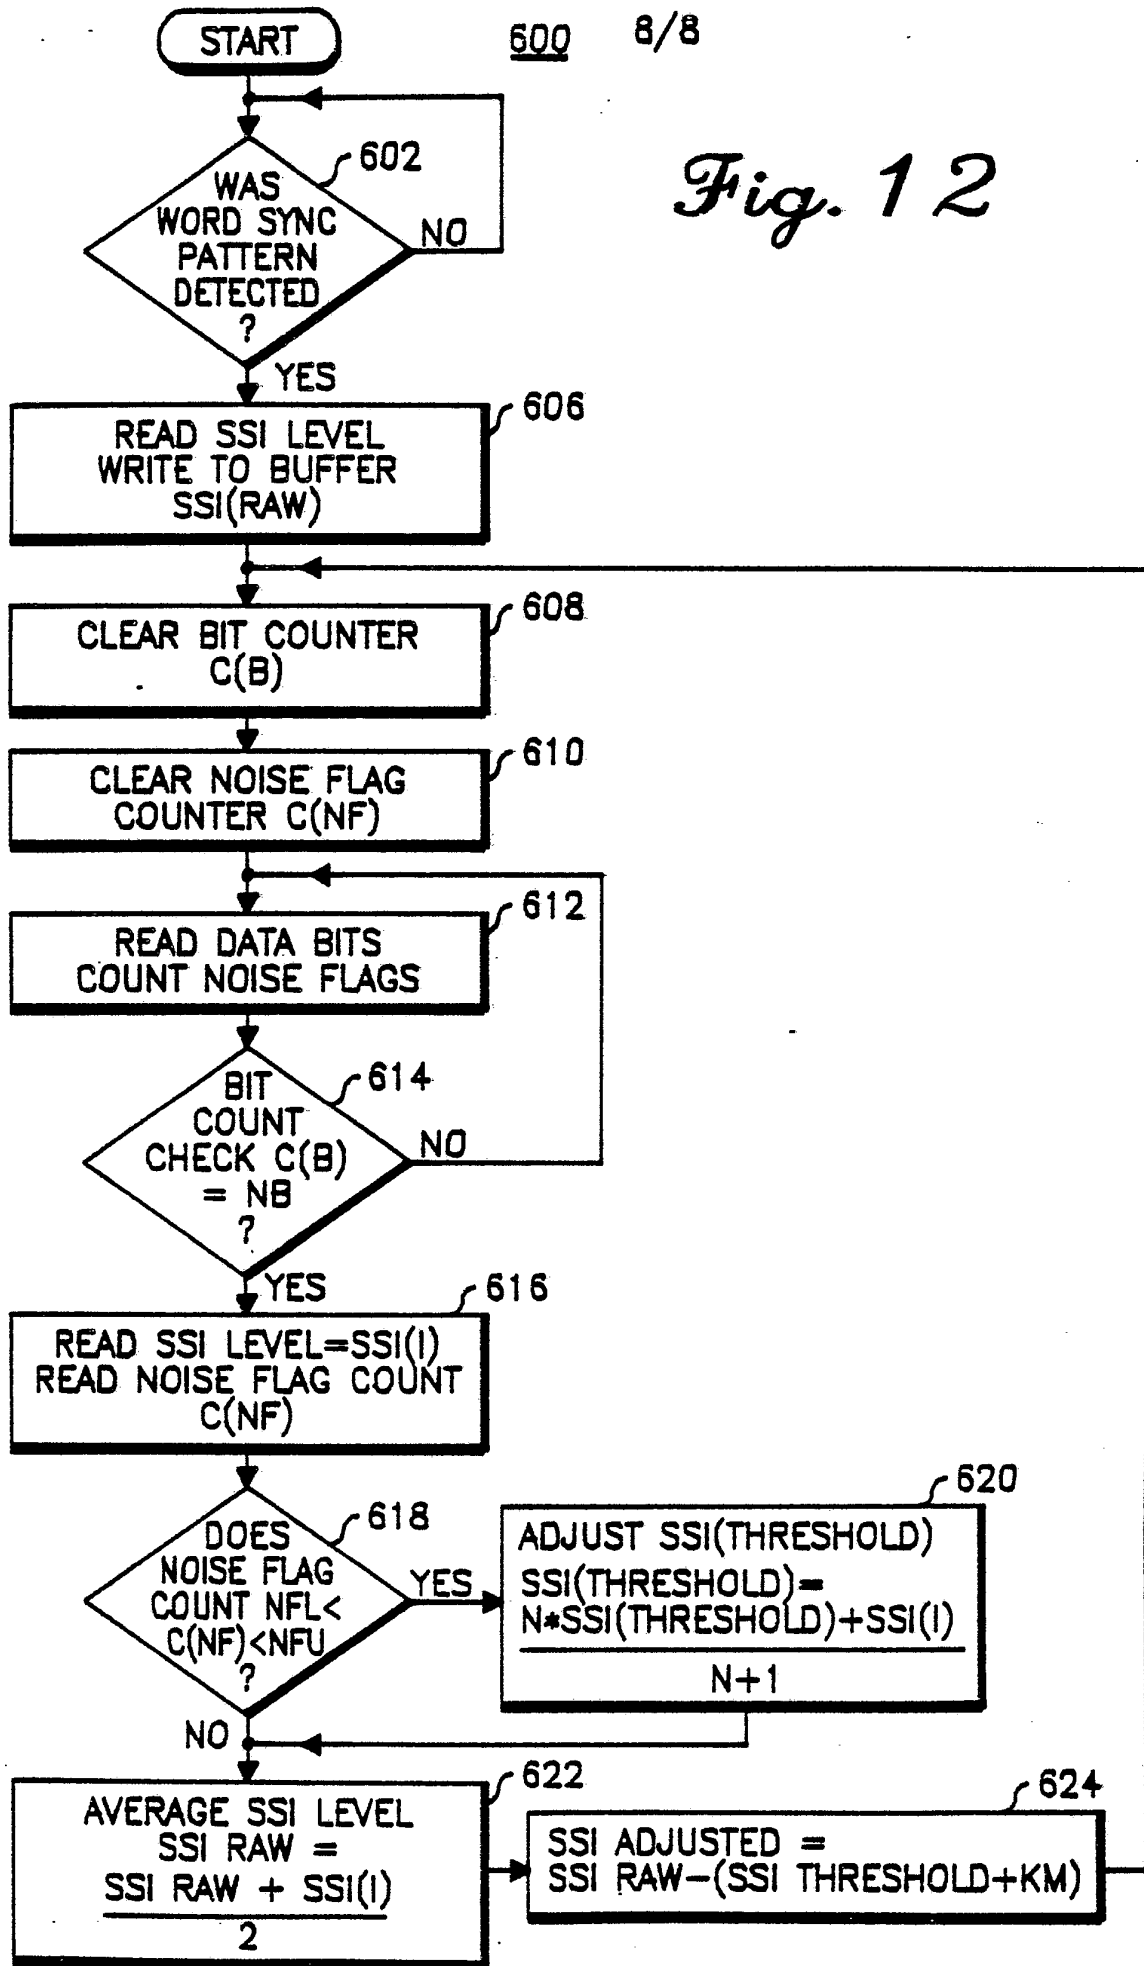 START
600 8/8
Fig. 12
602
WAS
WORD SYNC
PATTERN
DETECTED
?
NO
YES
606
READ SSI LEVEL
WRITE TO BUFFER
SSI(RAW)
608
CLEAR BIT COUNTER
C(B)
610
CLEAR NOISE FLAG
COUNTER C(NF)
612
READ DATA BITS
COUNT NOISE FLAGS
614
BIT
COUNT
CHECK C(B)
= NB
?
NO
YES
616
READ SSI LEVEL=SSI(I)
READ NOISE FLAG COUNT
C(NF)
618
DOES
NOISE FLAG
COUNT NFL<
C(NF)<NFU
?
YES
NO
620
ADJUST SSI(THRESHOLD)
SSI(THRESHOLD)=
N*SSI(THRESHOLD)+SSI(I)
N+1
622
AVERAGE SSI LEVEL
SSI RAW =
SSI RAW + SSI(I)
2
624
SSI ADJUSTED =
SSI RAW-(SSI THRESHOLD+KM)